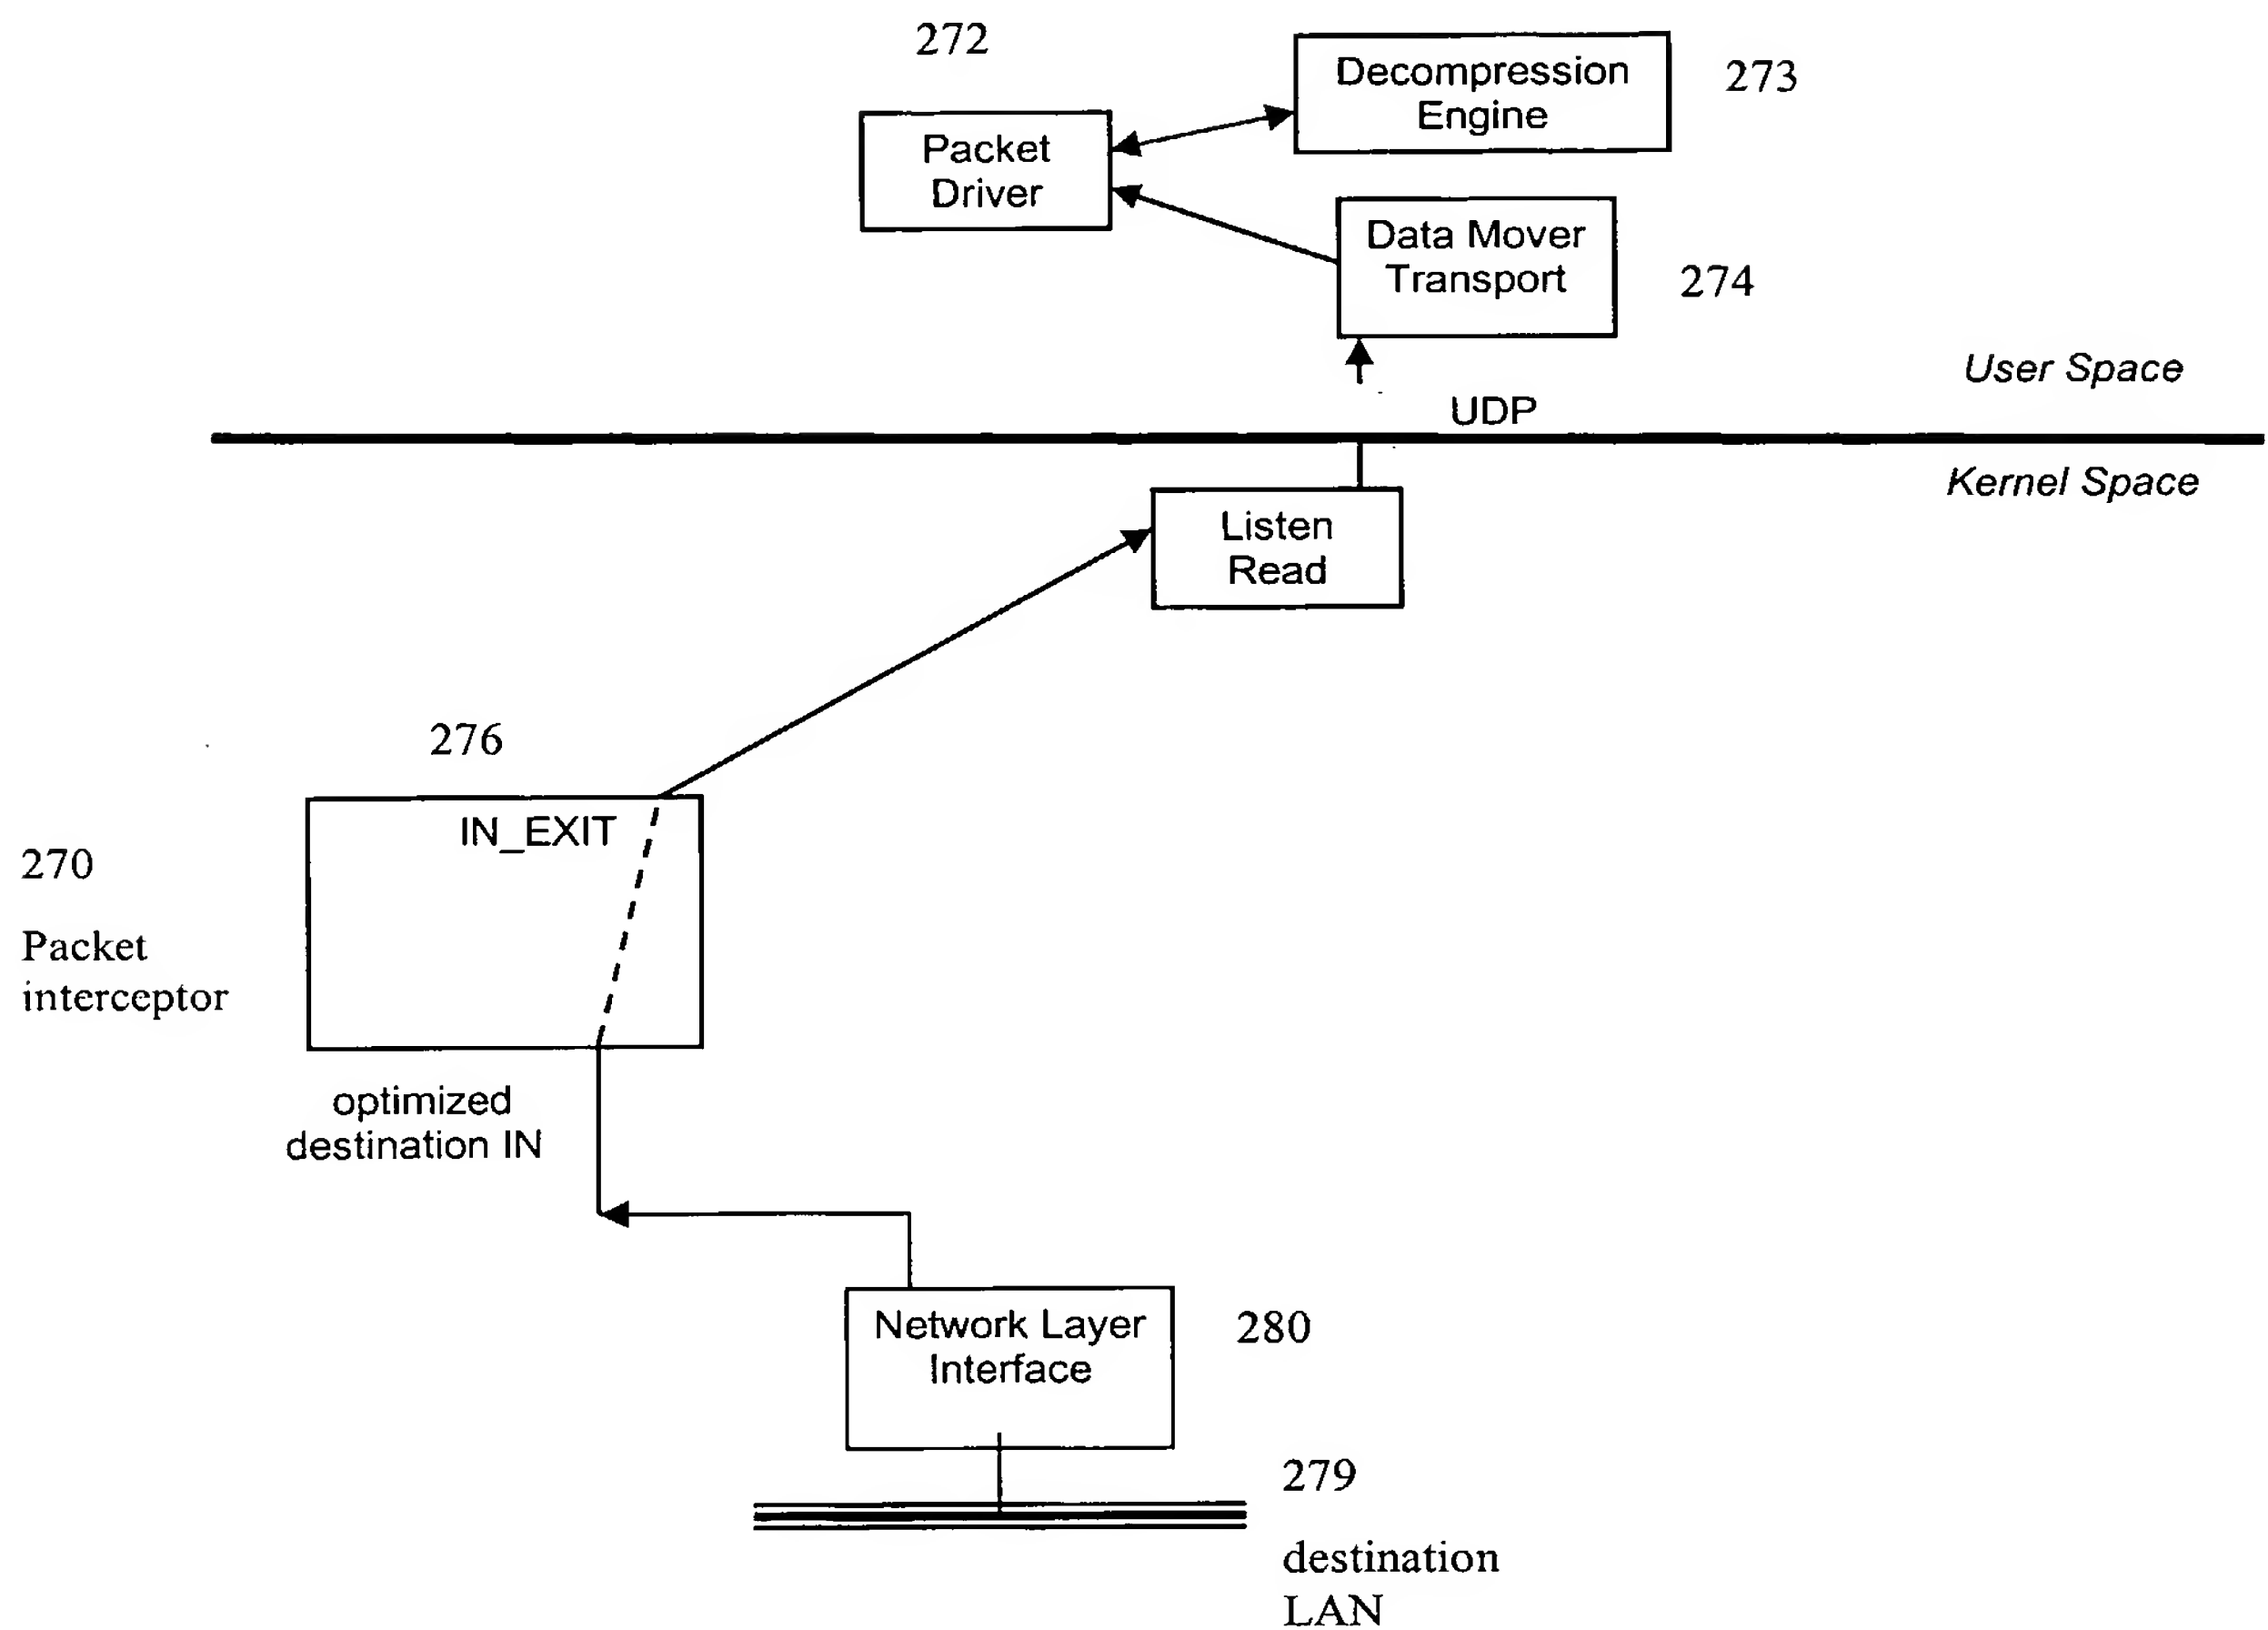 272
Decompression
Engine
273
Packet
Driver
Data Mover
Transport
274
User Space
UDP
Kernel Space
Listen
Read
276
IN_EXIT
270
Packet
interceptor
optimized
destination IN
Network Layer
Interface
280
279
destination
LAN